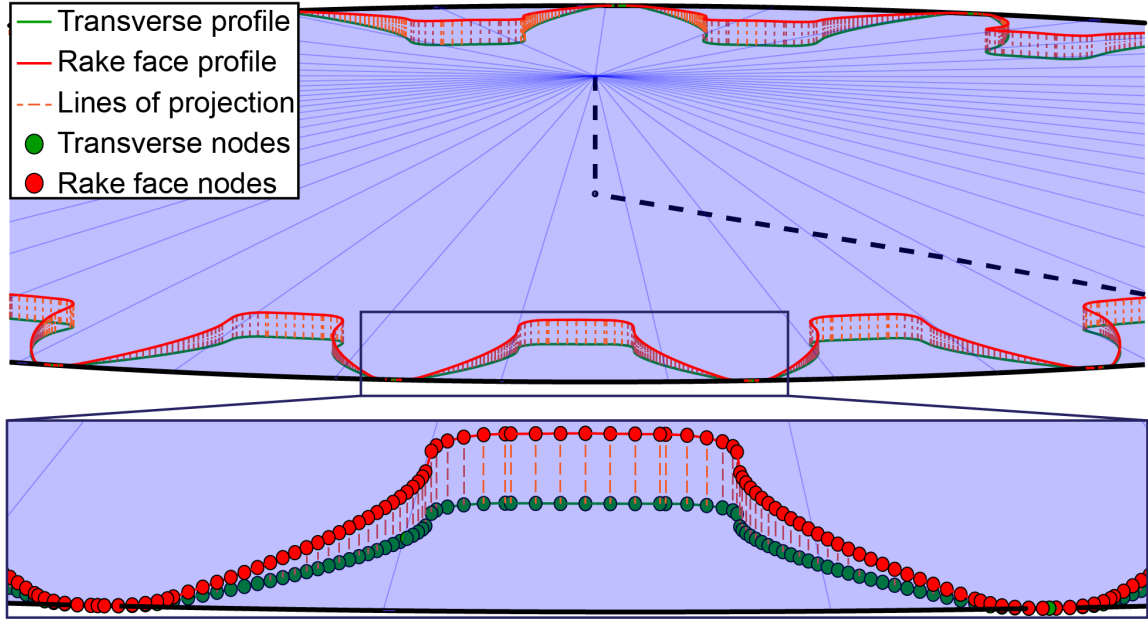 Transverse profile
Rake face profile
Lines of projection
Transverse nodes
Rake face nodes